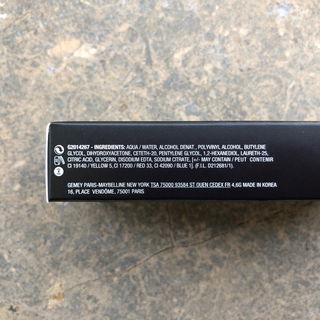 G2014267 - INGREDIENTS: AQUA / WATER, ALCOHOL DENAT., POLYVINYL ALCOHOL, BUTYLENE
GLYCOL, DIHYDROXYACETONE, CETETH-20, PENTYLENE GLYCOL, 1,2-HEXANEDIOL, LAURETH-25,
CITRIC ACID, GLYCERIN, DISODIUM EDTA, SODIUM CITRATE, [+/- MAY CONTAIN / PEUT CONTENIR
CI 19140 / YELLOW 5, CI 17200 / RED 33, CI 42090 / BLUE 1]. (F.I.L. D212681/1).
GEMEY PARIS-MAYBELLINE NEW YORK TSA 75000 93584 ST OUEN CEDEX FR 4,6G MADE IN KOREA
16, PLACE VENDÔME, 75001 PARIS